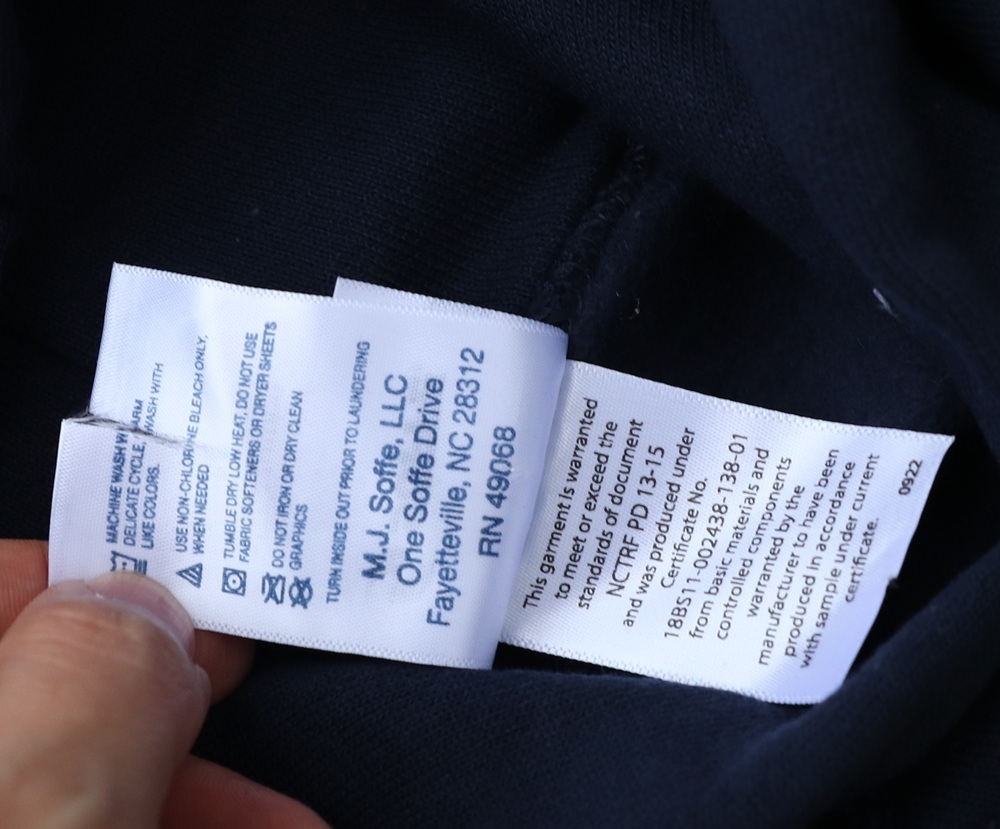 MACHINE WASH WARM
DELICATE CYCLE, WASH WITH
LIKE COLORS.
USE NON-CHLORINE BLEACH ONLY,
WHEN NEEDED
TUMBLE DRY LOW HEAT, DO NOT USE
FABRIC SOFTENERS OR DRYER SHEETS
DO NOT IRON OR DRY CLEAN
GRAPHICS
TURN INSIDE OUT PRIOR TO LAUNDERING
M.J. Soffe, LLC
One Soffe Drive
Fayetteville, NC 28312
RN 49068
This garment is warranted
to meet or exceed the
standards of document
NCTRF PD 13-15
and was produced under
Certificate No.
18BS11-002438-138-01
from basic materials and
controlled components
warranted by the
manufacturer to have been
produced in accordance
with sample under current
certificate.
0922